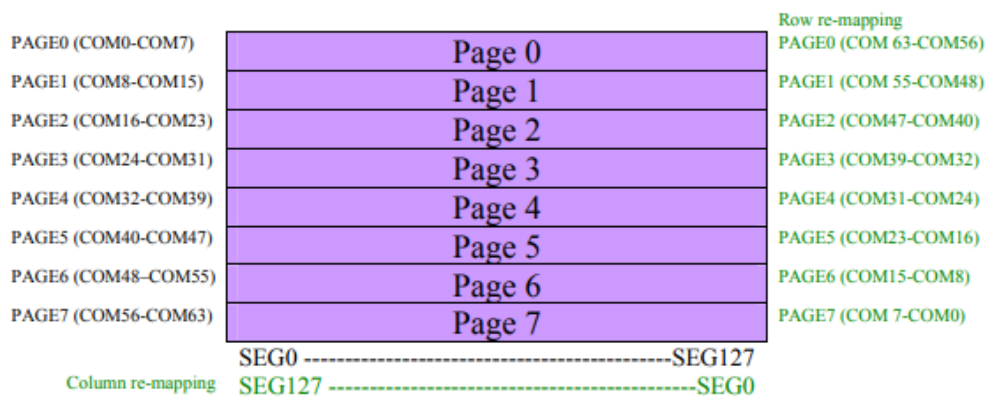 Row re-mapping
PAGE0 (COM0-COM7) Page 0 PAGE0 (COM 63-COM56)
PAGE1 (COM8-COM15) Page 1 PAGE1 (COM 55-COM48)
PAGE2 (COM16-COM23) Page 2 PAGE2 (COM47-COM40)
PAGE3 (COM24-COM31) Page 3 PAGE3 (COM39-COM32)
PAGE4 (COM32-COM39) Page 4 PAGE4 (COM31-COM24)
PAGE5 (COM40-COM47) Page 5 PAGE5 (COM23-COM16)
PAGE6 (COM48–COM55) Page 6 PAGE6 (COM15-COM8)
PAGE7 (COM56-COM63) Page 7 PAGE7 (COM 7-COM0)
SEG0 ---------------------------------------------SEG127
Column re-mapping SEG127 ---------------------------------------------SEG0